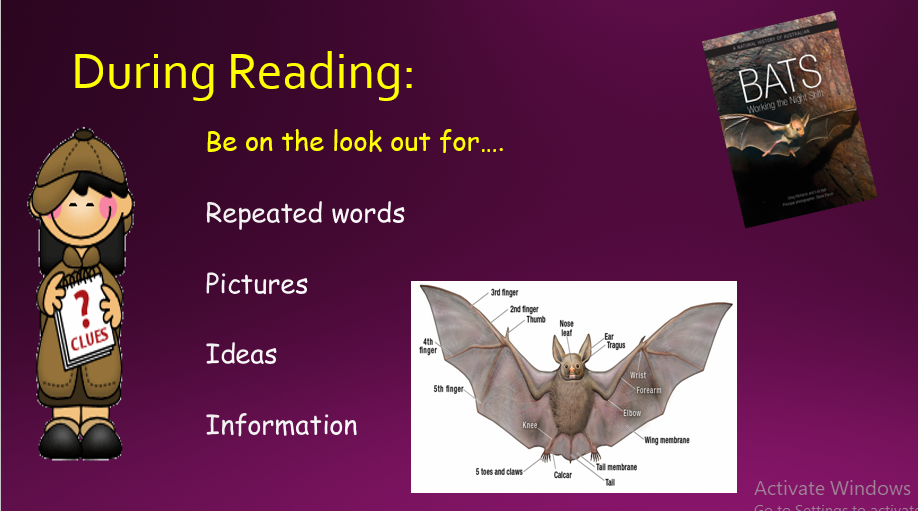 During Reading:
Be on the look out for....
Repeated words
Pictures
Ideas
Information
?
CLUES
A NATURAL HISTORY OF AUSTRALIAN
BATS
Working the Night Shift
3rd finger
2nd finger
Thumb
Nose
leaf
Ear
Tragus
4th
finger
5th finger
Wrist
Forearm
Elbow
Knee
Wing membrane
5 toes and claws
Calcar
Tail membrane
Tail
Activate Windows
Go to Settings to activate